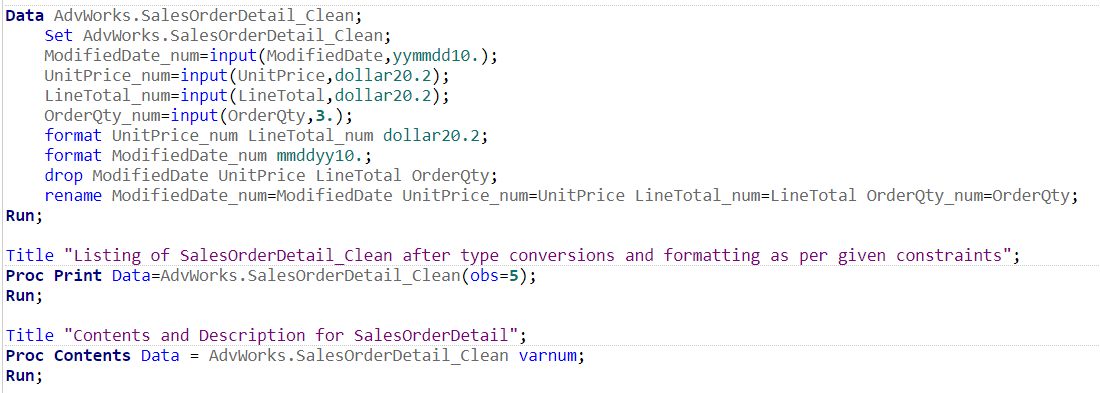 Data AdvWorks.SalesOrderDetail_Clean;
    Set AdvWorks.SalesOrderDetail_Clean;
    ModifiedDate_num=input(ModifiedDate,yymmdd10.);
    UnitPrice_num=input(UnitPrice,dollar20.2);
    LineTotal_num=input(LineTotal,dollar20.2);
    OrderQty_num=input(OrderQty,3.);
    format UnitPrice_num LineTotal_num dollar20.2;
    format ModifiedDate_num mmddyy10.;
    drop ModifiedDate UnitPrice LineTotal OrderQty;
    rename ModifiedDate_num=ModifiedDate UnitPrice_num=UnitPrice LineTotal_num=LineTotal OrderQty_num=OrderQty;
Run;

Title "Listing of SalesOrderDetail_Clean after type conversions and formatting as per given constraints";
Proc Print Data=AdvWorks.SalesOrderDetail_Clean(obs=5);
Run;

Title "Contents and Description for SalesOrderDetail";
Proc Contents Data = AdvWorks.SalesOrderDetail_Clean varnum;
Run;